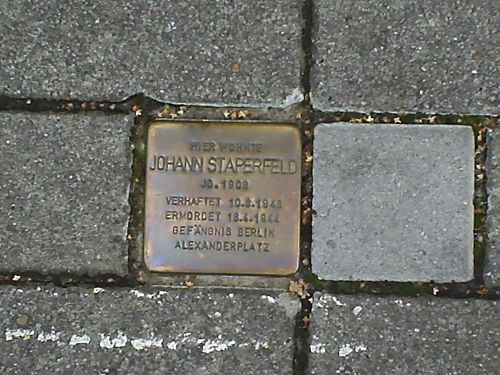 HIER WOHNTE
JOHANN STAPERFELD
JG. 1909
VERHAFTET 10.8.1943
ERMORDET 18.4.1944
GEFÄNGNIS BERLIN
ALEXANDERPLATZ